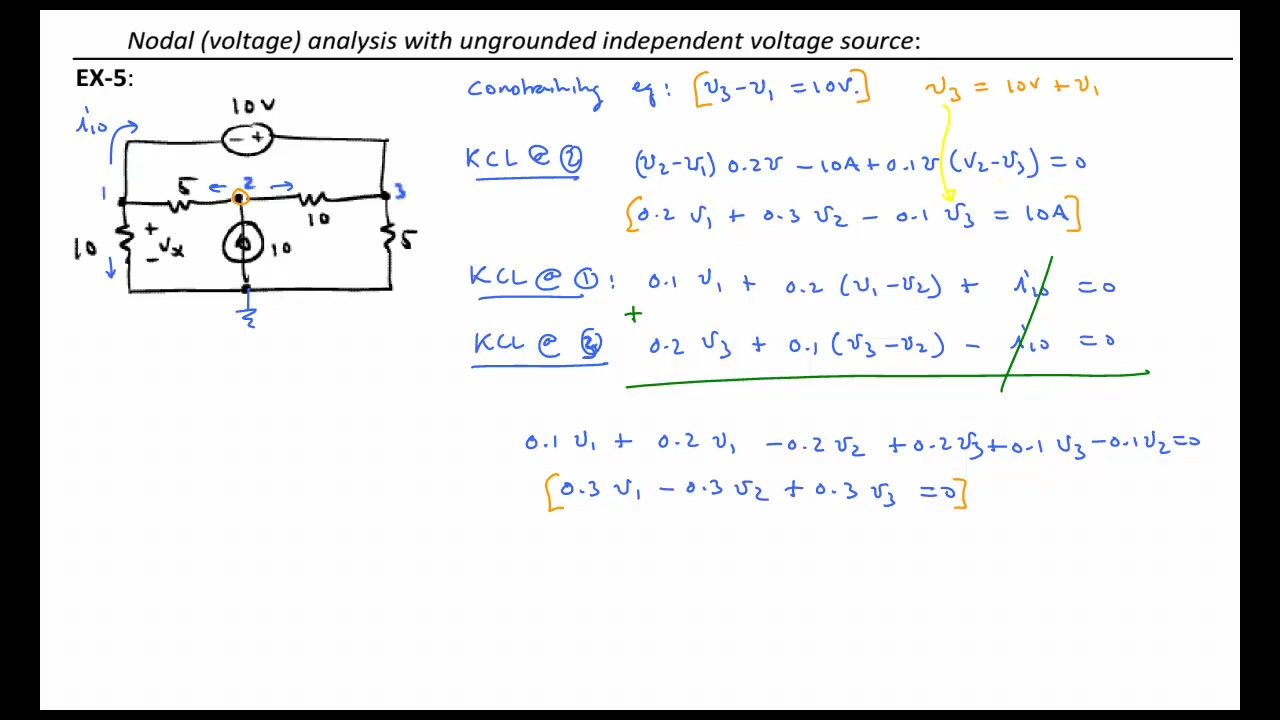 Nodal (voltage) analysis with ungrounded independent voltage source:
EX-5:
10V
i10
- +
1
5
2
3
10
10
+
Vx
-
10
5
Constraining eq: [v3 - v1 = 10V.] v3 = 10V + v1
KCL @ ② (v2 - v1) 0.2℧ - 10A + 0.1℧ (v2 - v3) = 0
[0.2 v1 + 0.3 v2 - 0.1 v3 = 10A]
KCL @ ①: 0.1 v1 + 0.2 (v1 - v2) + i10 = 0
+
KCL @ ③ 0.2 v3 + 0.1 (v3 - v2) - i10 = 0
0.1 v1 + 0.2 v1 - 0.2 v2 + 0.2 v3 + 0.1 v3 - 0.1 v2 = 0
[0.3 v1 - 0.3 v2 + 0.3 v3 = 0]